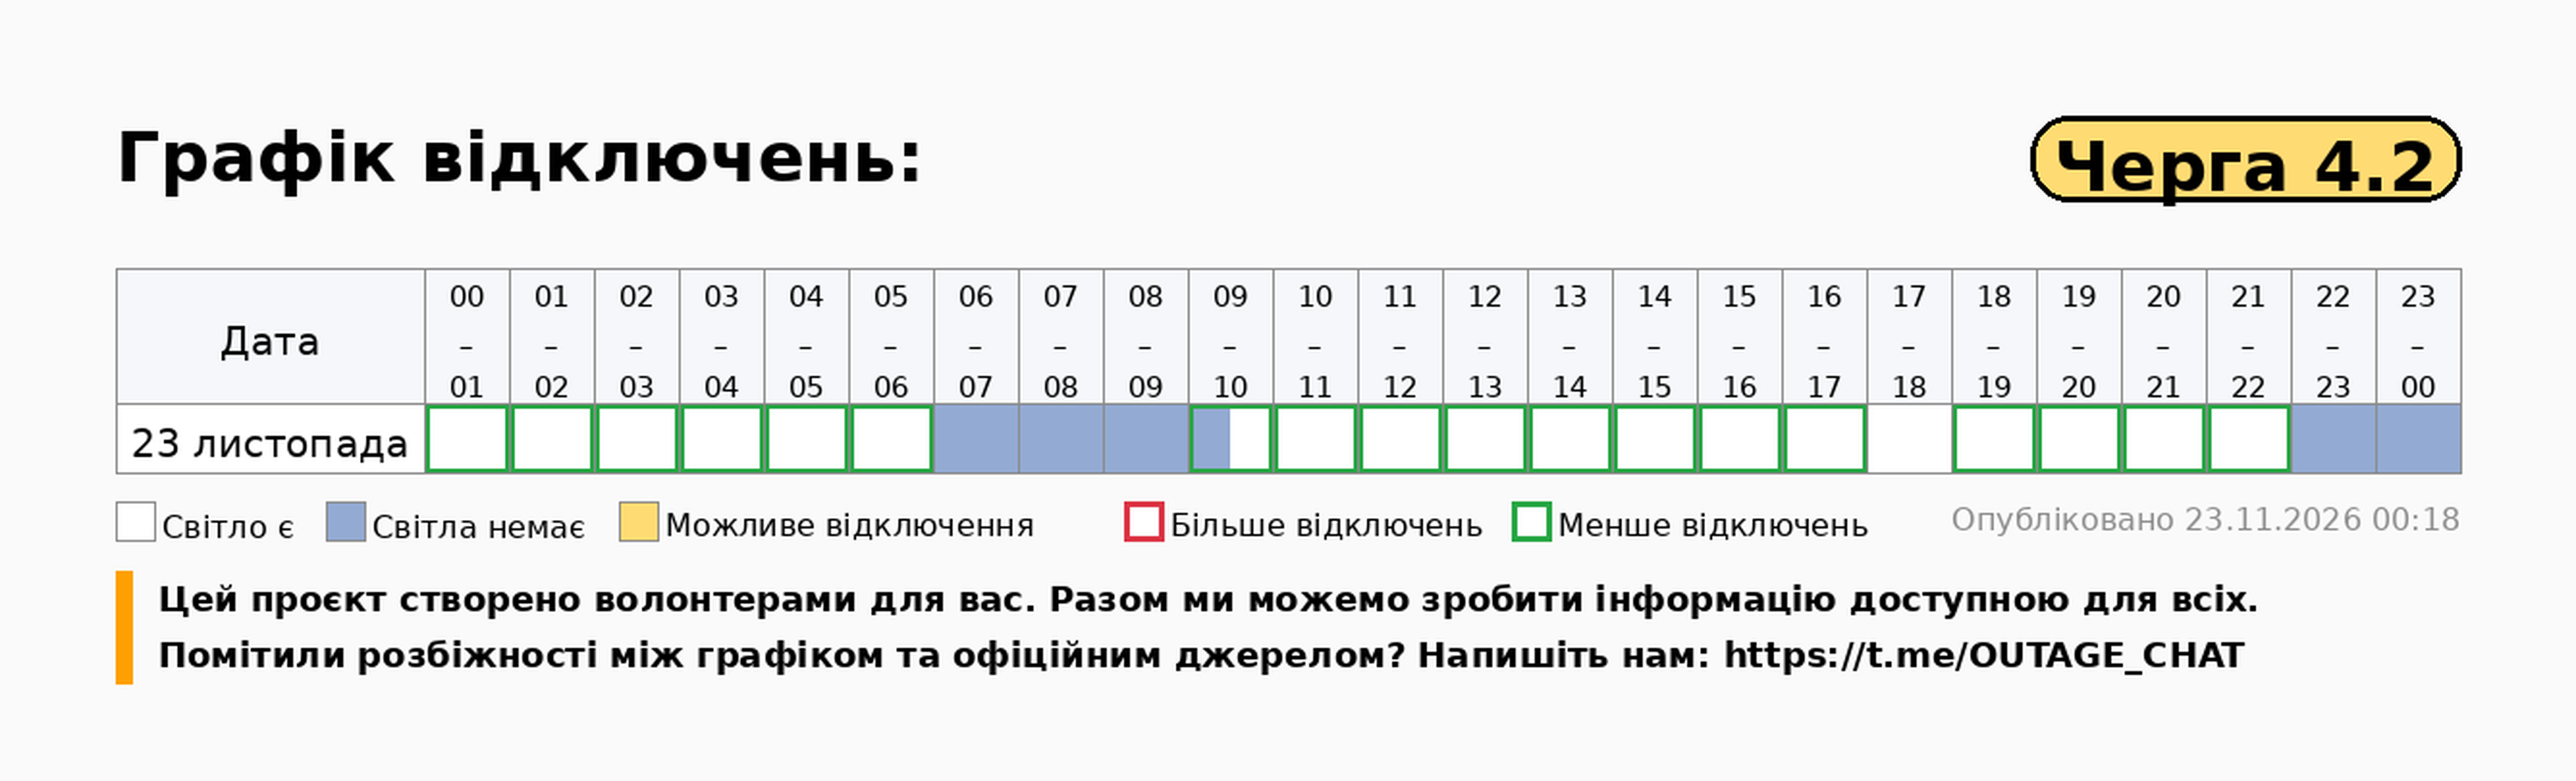 Графік відключень:
Черга 4.2
Дата
00 – 01
01 – 02
02 – 03
03 – 04
04 – 05
05 – 06
06 – 07
07 – 08
08 – 09
09 – 10
10 – 11
11 – 12
12 – 13
13 – 14
14 – 15
15 – 16
16 – 17
17 – 18
18 – 19
19 – 20
20 – 21
21 – 22
22 – 23
23 – 00
23 листопада
Світло є
Світла немає
Можливе відключення
Більше відключень
Менше відключень
Опубліковано 23.11.2026 00:18
Цей проєкт створено волонтерами для вас. Разом ми можемо зробити інформацію доступною для всіх.
Помітили розбіжності між графіком та офіційним джерелом? Напишіть нам: https://t.me/OUTAGE_CHAT